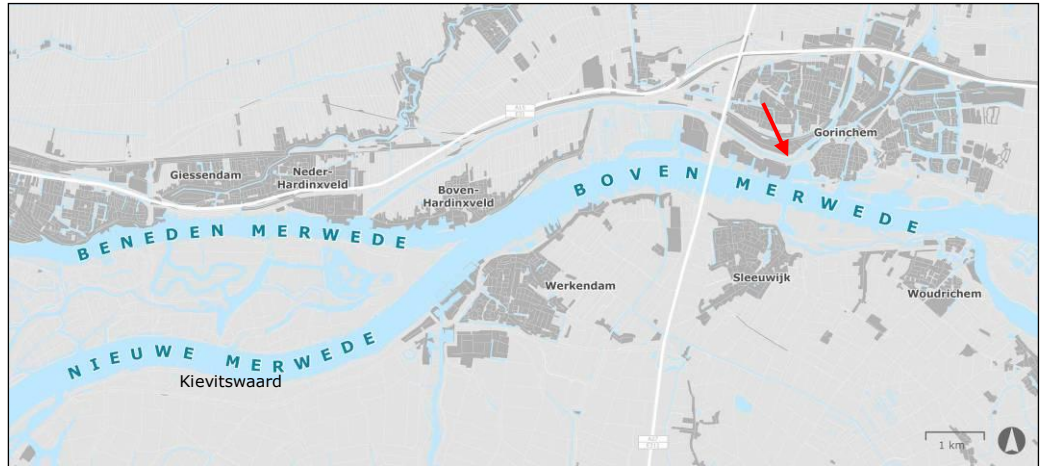 Gorinchem
Giessendam
Neder-
Hardinxveld
Boven-
Hardinxveld
BOVEN MERWEDE
BENEDEN MERWEDE
Sleeuwijk
Werkendam
Woudrichem
NIEUWE MERWEDE
Kievitswaard
1 km